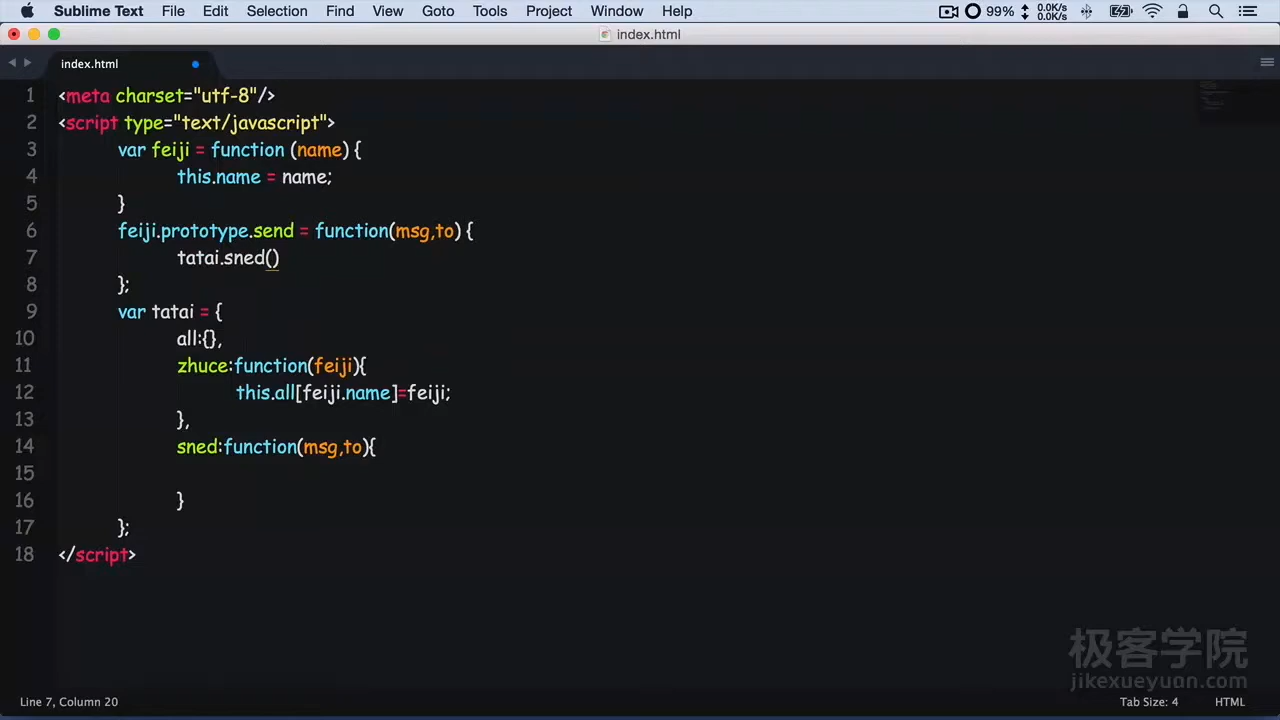 Sublime Text File Edit Selection Find View Goto Tools Project Window Help 99% 0.0K/s 0.0K/s
index.html
index.html
1 <meta charset="utf-8"/>
2 <script type="text/javascript">
3 var feiji = function (name) {
4 this.name = name;
5 }
6 feiji.prototype.send = function(msg,to) {
7 tatai.sned()
8 };
9 var tatai = {
10 all:{},
11 zhuce:function(feiji){
12 this.all[feiji.name]=feiji;
13 },
14 sned:function(msg,to){
15
16 }
17 };
18 </script>
极客学院
jikexueyuan.com
Line 7, Column 20 Tab Size: 4 HTML